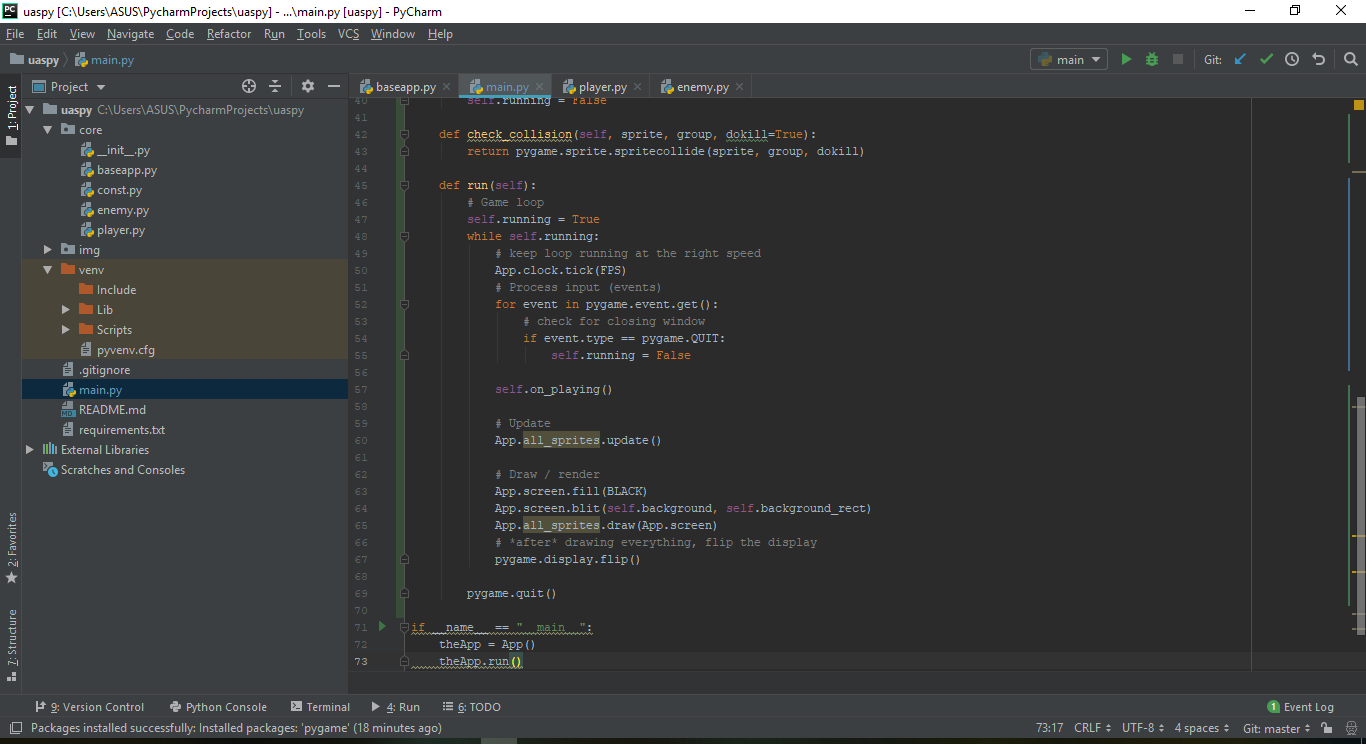 uaspy [C:\Users\ASUS\PycharmProjects\uaspy] - ...\main.py [uaspy] - PyCharm
File Edit View Navigate Code Refactor Run Tools VCS Window Help
uaspy main.py main Git:
Project
baseapp.py main.py player.py enemy.py
1: Project
uaspy C:\Users\ASUS\PycharmProjects\uaspy
core
__init__.py
baseapp.py
const.py
enemy.py
player.py
img
venv
Include
Lib
Scripts
pyvenv.cfg
.gitignore
main.py
README.md
requirements.txt
External Libraries
Scratches and Consoles
2: Favorites
7: Structure
40 self.running = False
41
42 def check_collision(self, sprite, group, dokill=True):
43 return pygame.sprite.spritecollide(sprite, group, dokill)
44
45 def run(self):
46 # Game loop
47 self.running = True
48 while self.running:
49 # keep loop running at the right speed
50 App.clock.tick(FPS)
51 # Process input (events)
52 for event in pygame.event.get():
53 # check for closing window
54 if event.type == pygame.QUIT:
55 self.running = False
56
57 self.on_playing()
58
59 # Update
60 App.all_sprites.update()
61
62 # Draw / render
63 App.screen.fill(BLACK)
64 App.screen.blit(self.background, self.background_rect)
65 App.all_sprites.draw(App.screen)
66 # *after* drawing everything, flip the display
67 pygame.display.flip()
68
69 pygame.quit()
70
71 if __name__ == "__main__":
72 theApp = App()
73 theApp.run()
9: Version Control Python Console Terminal 4: Run 6: TODO 1 Event Log
Packages installed successfully: Installed packages: 'pygame' (18 minutes ago) 73:17 CRLF UTF-8 4 spaces Git: master